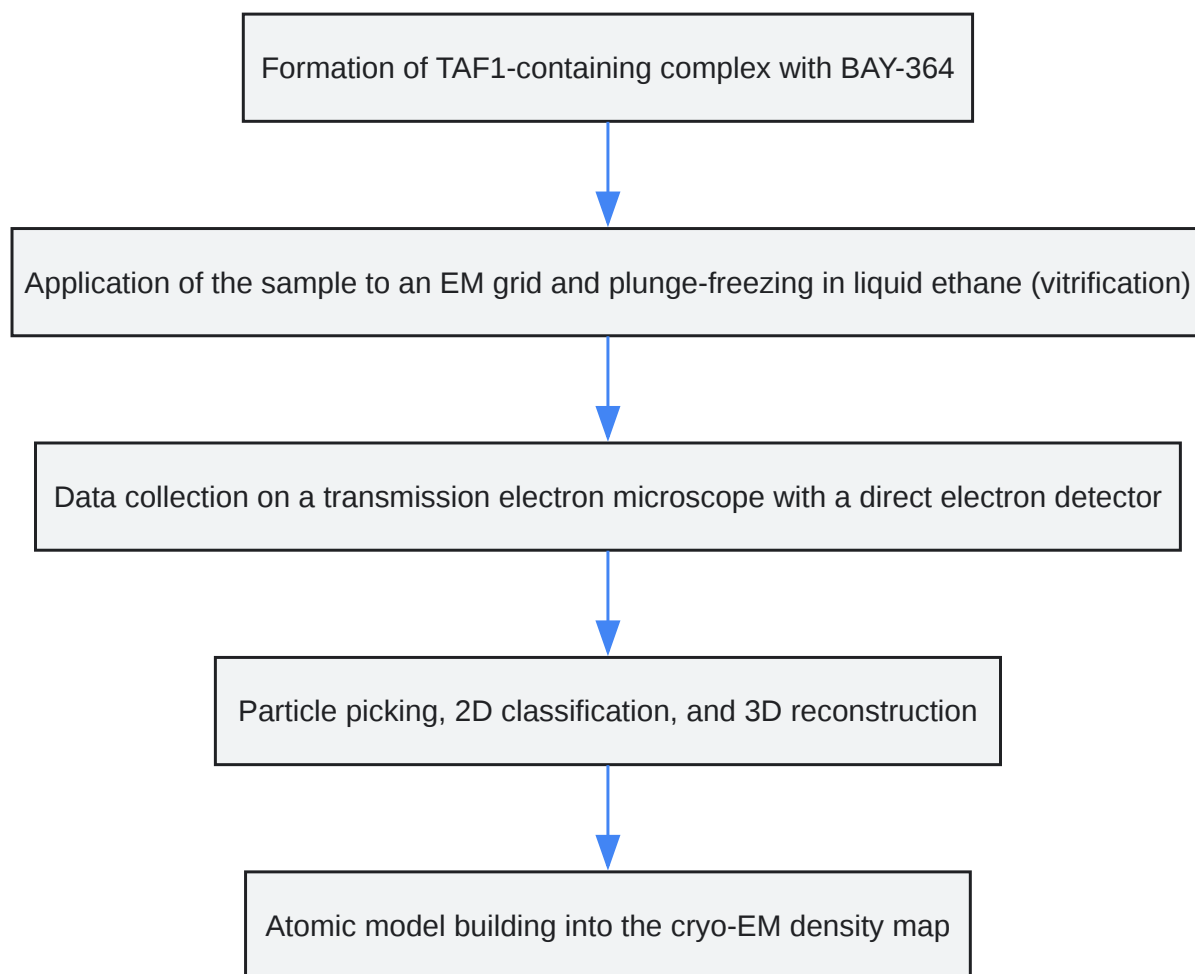 Formation of TAF1-containing complex with BAY-364
Application of the sample to an EM grid and plunge-freezing in liquid ethane (vitrification)
Data collection on a transmission electron microscope with a direct electron detector
Particle picking, 2D classification, and 3D reconstruction
Atomic model building into the cryo-EM density map